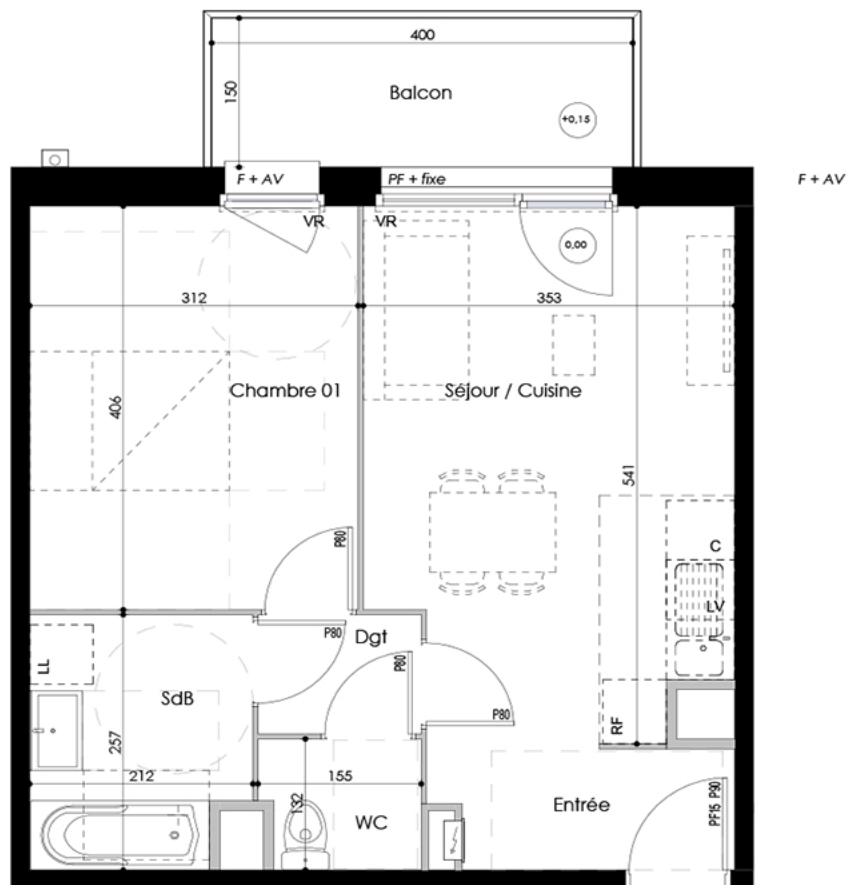 400
150
Balcon
+0,15
F + AV
PF + fixe
F + AV
VR
VR
0,00
312
353
406
Chambre 01
Séjour / Cuisine
541
P80
C
LV
P80
Dgt
P80
LL
SdB
P80
RF
257
212
155
132
WC
Entrée
PF15 P90